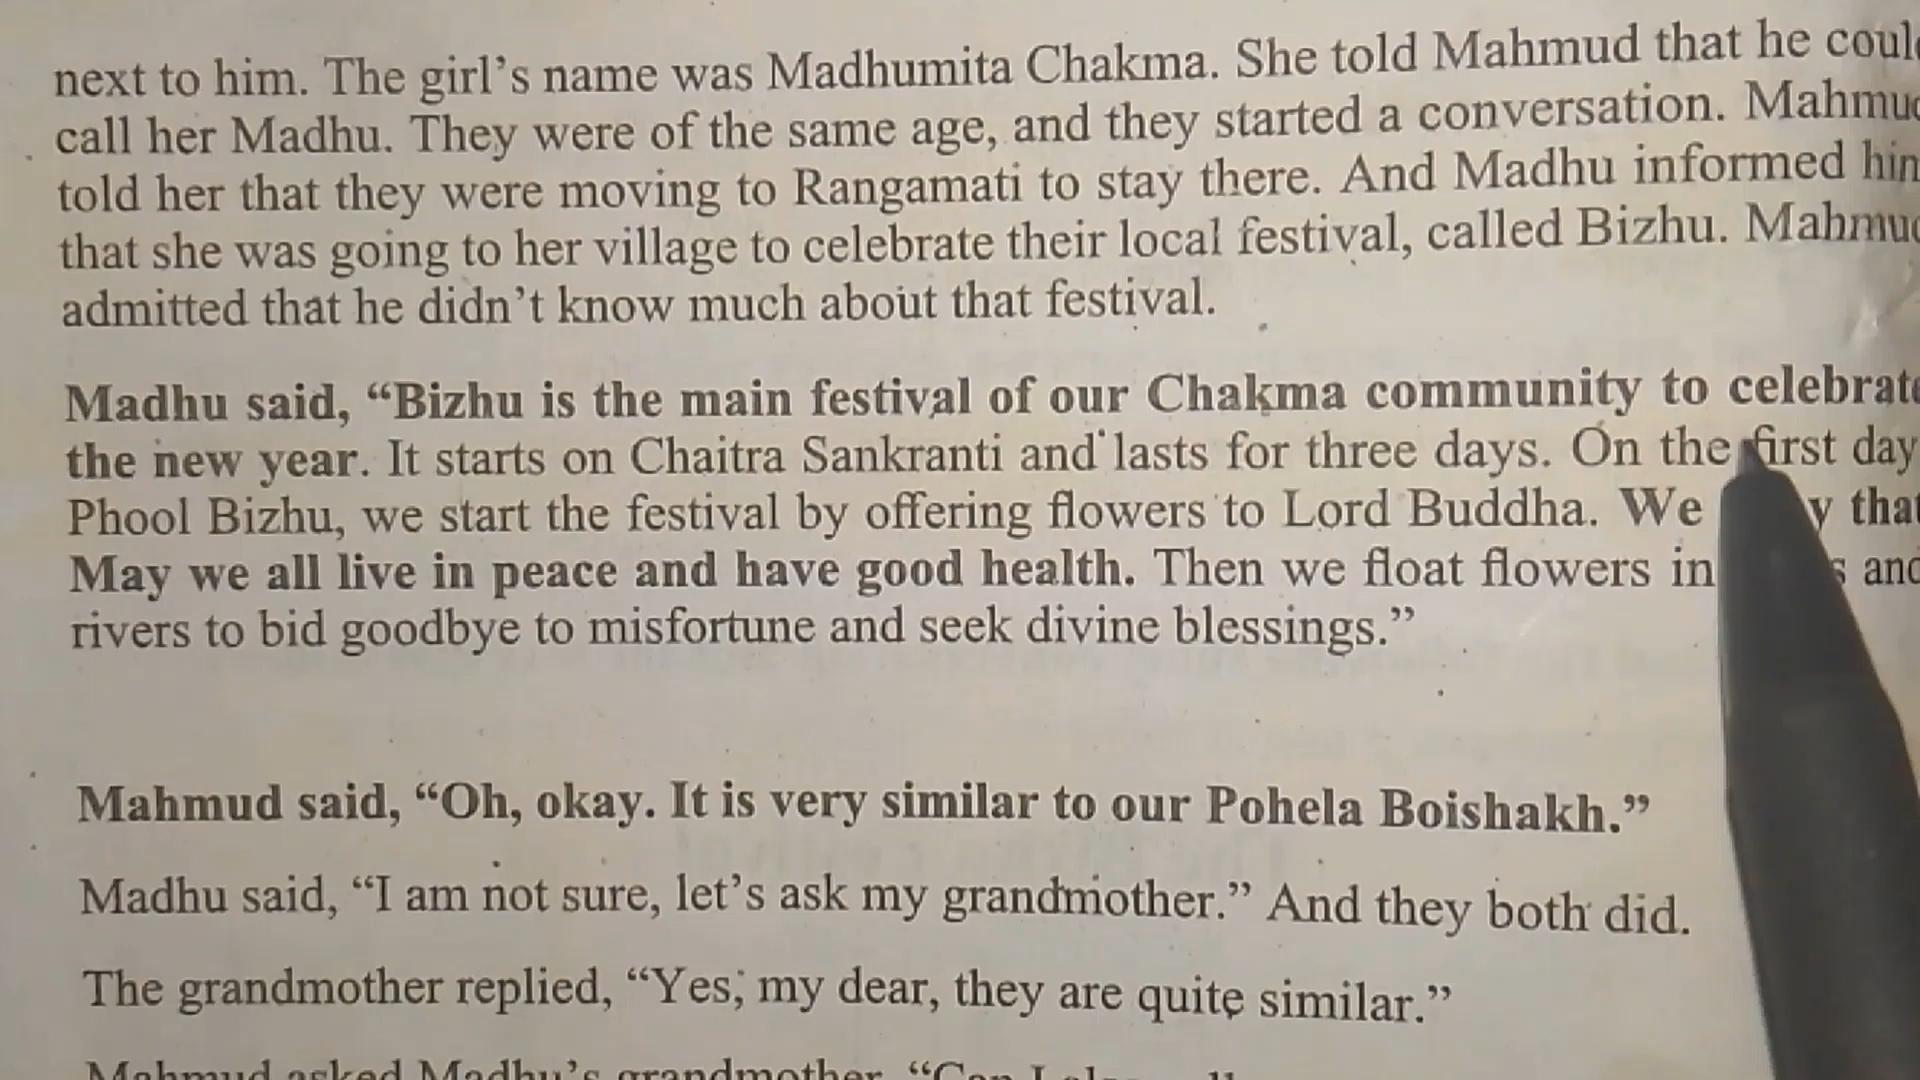 next to him. The girl's name was Madhumita Chakma. She told Mahmud that he coul
call her Madhu. They were of the same age, and they started a conversation. Mahmud
told her that they were moving to Rangamati to stay there. And Madhu informed him
that she was going to her village to celebrate their local festival, called Bizhu. Mahmud
admitted that he didn't know much about that festival.
Madhu said, “Bizhu is the main festival of our Chakma community to celebrate
the new year. It starts on Chaitra Sankranti and lasts for three days. On the first day
Phool Bizhu, we start the festival by offering flowers to Lord Buddha. We that
May we all live in peace and have good health. Then we float flowers in and
rivers to bid goodbye to misfortune and seek divine blessings.”
Mahmud said, “Oh, okay. It is very similar to our Pohela Boishakh.”
Madhu said, “I am not sure, let's ask my grandmother.” And they both did.
The grandmother replied, “Yes, my dear, they are quite similar.”
Mahmud asked Madhu's grandmother, “Can I